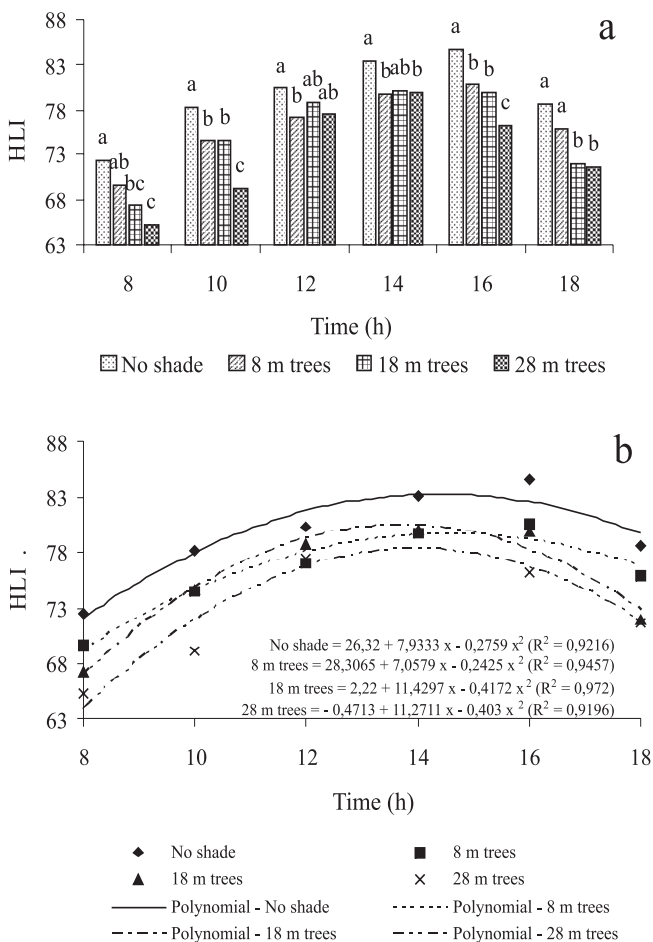 a
88
83
78
73
68
63
HLI
a ab bc c
a b b c
a b ab ab
a b ab b
a b b c
a a b b
8 10 12 14 16 18
Time (h)
No shade 8 m trees 18 m trees 28 m trees
b
88
83
78
73
68
63
HLI .
No shade = 26,32 + 7,9333 x - 0,2759 x² (R² = 0,9216)
8 m trees = 28,3065 + 7,0579 x - 0,2425 x² (R² = 0,9457)
18 m trees = 2,22 + 11,4297 x - 0,4172 x² (R² = 0,972)
28 m trees = - 0,4713 + 11,2711 x - 0,403 x² (R² = 0,9196)
8 10 12 14 16 18
Time (h)
No shade 8 m trees
18 m trees 28 m trees
Polynomial - No shade Polynomial - 8 m trees
Polynomial - 18 m trees Polynomial - 28 m trees